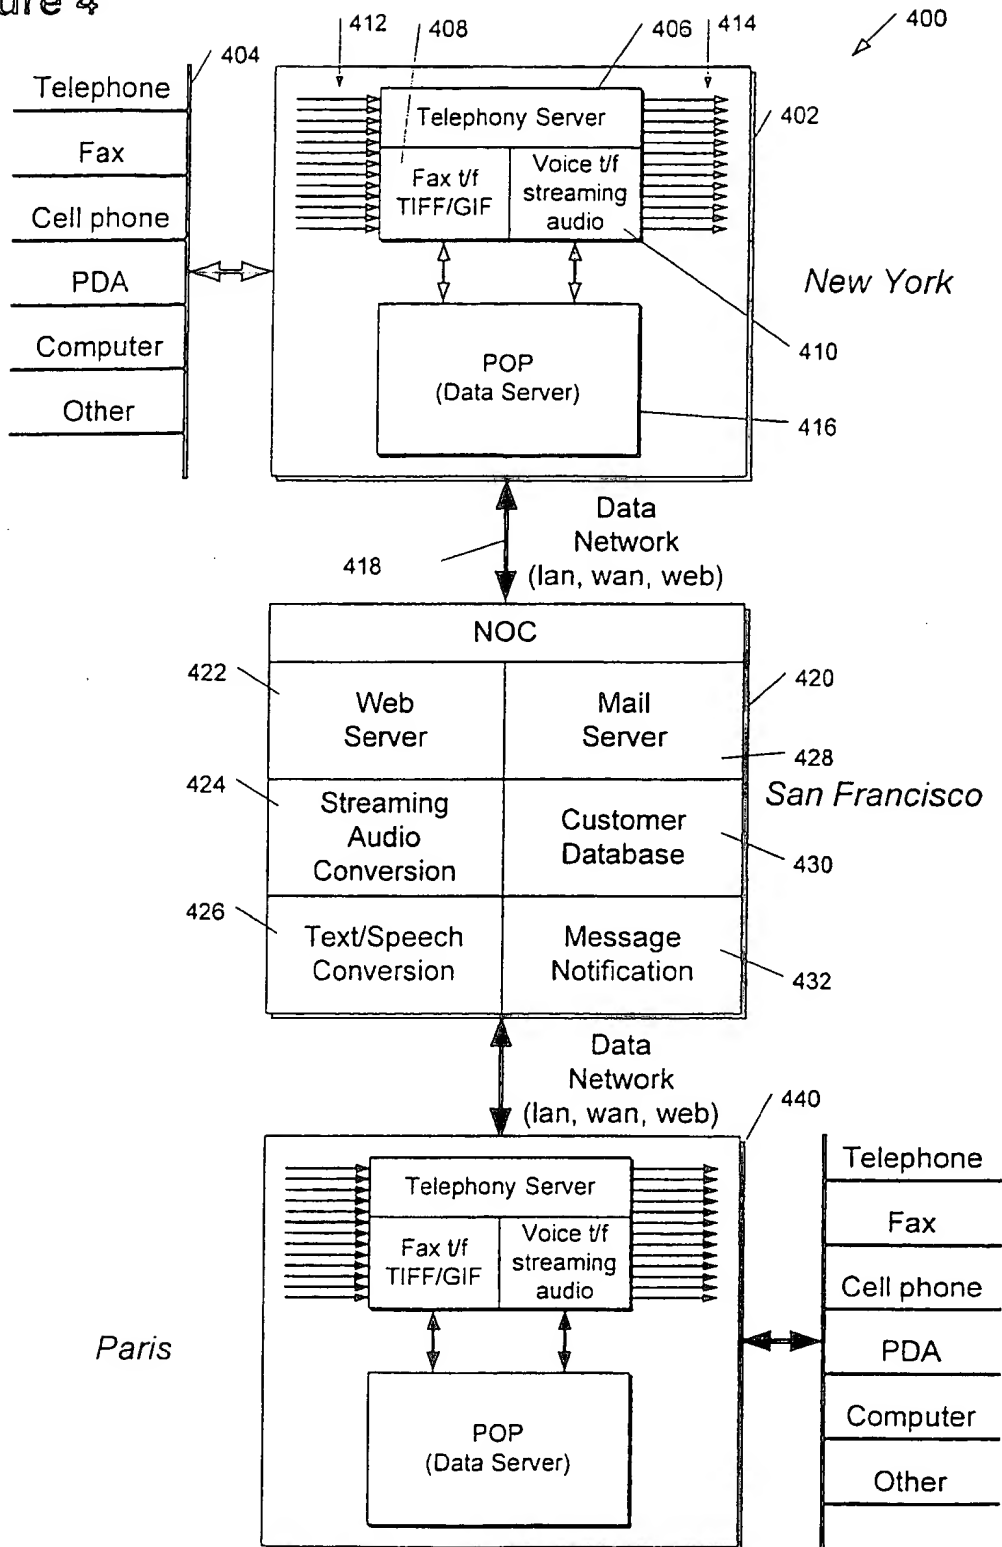 ure 4
412
408
406
414
400
404
402
Telephone
Fax
Cell phone
PDA
Computer
Other
Telephony Server
Fax t/f
TIFF/GIF
Voice t/f
streaming
audio
New York
410
POP
(Data Server)
416
418
Data
Network
(lan, wan, web)
NOC
422
420
Web
Server
Mail
Server
428
424
San Francisco
Streaming
Audio
Conversion
Customer
Database
430
426
Text/Speech
Conversion
Message
Notification
432
Data
Network
(lan, wan, web)
440
Telephony Server
Fax t/f
TIFF/GIF
Voice t/f
streaming
audio
Paris
POP
(Data Server)
Telephone
Fax
Cell phone
PDA
Computer
Other